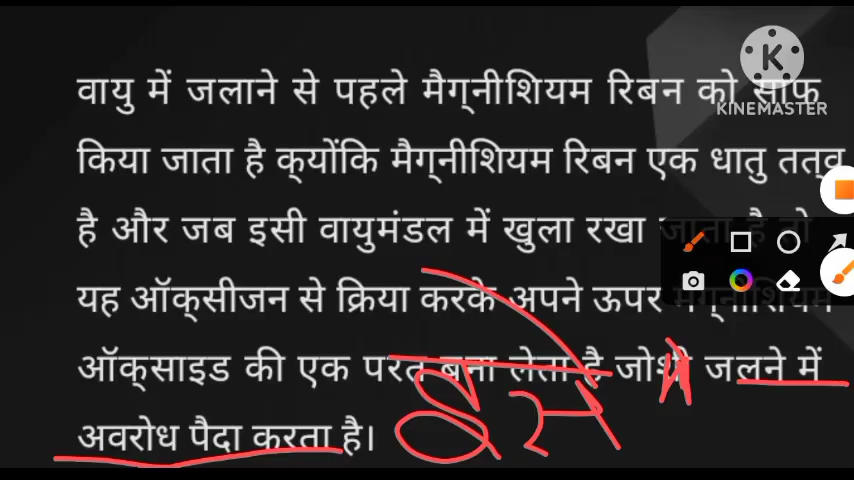 वायु में जलाने से पहले मैग्नीशियम रिबन को साफ
KINEMASTER
किया जाता है क्योंकि मैग्नीशियम रिबन एक धातु तत्व
है और जब इसी वायुमंडल में खुला रखा जाता है तो
यह ऑक्सीजन से क्रिया करके अपने ऊपर मैग्नीशियम
ऑक्साइड की एक परत बना लेता है जो जलने में
अवरोध पैदा करता है।